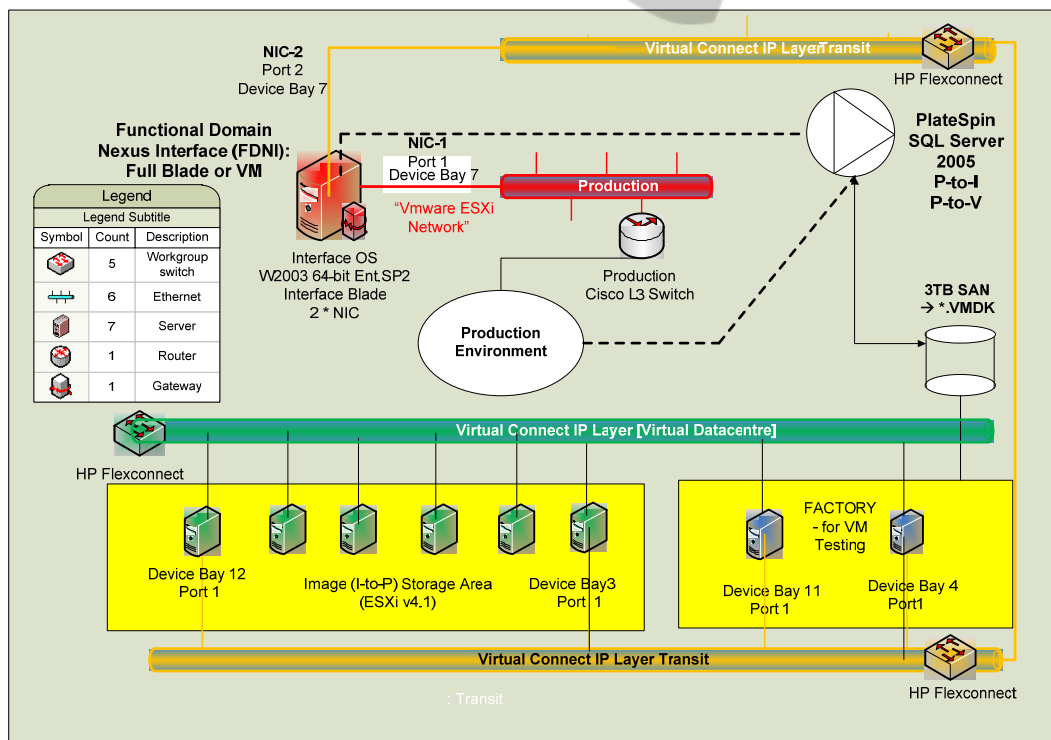 Virtual Connect IP LayerTransit
HP Flexconnect
NIC-2
Port 2
Device Bay 7
Functional Domain
Nexus Interface (FDNI):
Full Blade or VM
NIC-1
Port 1
Device Bay 7
Production
"Vmware ESXi
Network"
PlateSpin
SQL Server
2005
P-to-I
P-to-V
Legend
Legend Subtitle
Symbol Count Description
5 Workgroup
switch
6 Ethernet
7 Server
1 Router
1 Gateway
Interface OS
W2003 64-bit Ent.SP2
Interface Blade
2 * NIC
Production
Cisco L3 Switch
Production
Environment
3TB SAN
→ *.VMDK
Virtual Connect IP Layer [Virtual Datacentre]
HP Flexconnect
Device Bay 12
Port 1
Image (I-to-P) Storage Area
(ESXi v4.1)
Device Bay3
Port 1
FACTORY
- for VM
Testing
Device Bay 11
Port 1
Device Bay 4
Port1
Virtual Connect IP Layer Transit
HP Flexconnect
: Transit